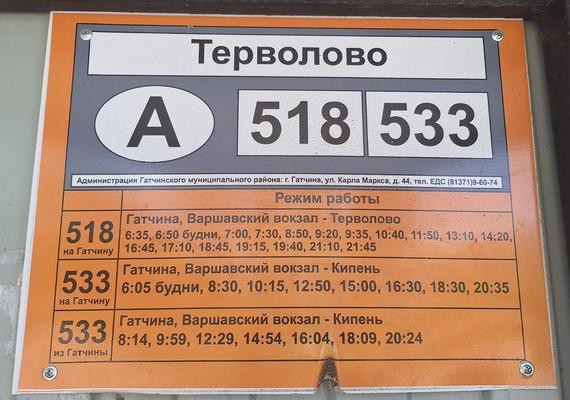 Терволово
А 518 533
Администрация Гатчинского муниципального района: г. Гатчина, ул. Карла Маркса, д. 44, тел. ЕДС (81371)9-60-74
Режим работы
518
на Гатчину
Гатчина, Варшавский вокзал - Терволово
6:35, 6:50 будни, 7:00, 7:30, 8:50, 9:20, 9:35, 10:40, 11:50, 13:10, 14:20,
16:45, 17:10, 18:45, 19:15, 19:40, 21:10, 21:45
533
на Гатчину
Гатчина, Варшавский вокзал - Кипень
6:05 будни, 8:30, 10:15, 12:50, 15:00, 16:30, 18:30, 20:35
533
из Гатчины
Гатчина, Варшавский вокзал - Кипень
8:14, 9:59, 12:29, 14:54, 16:04, 18:09, 20:24